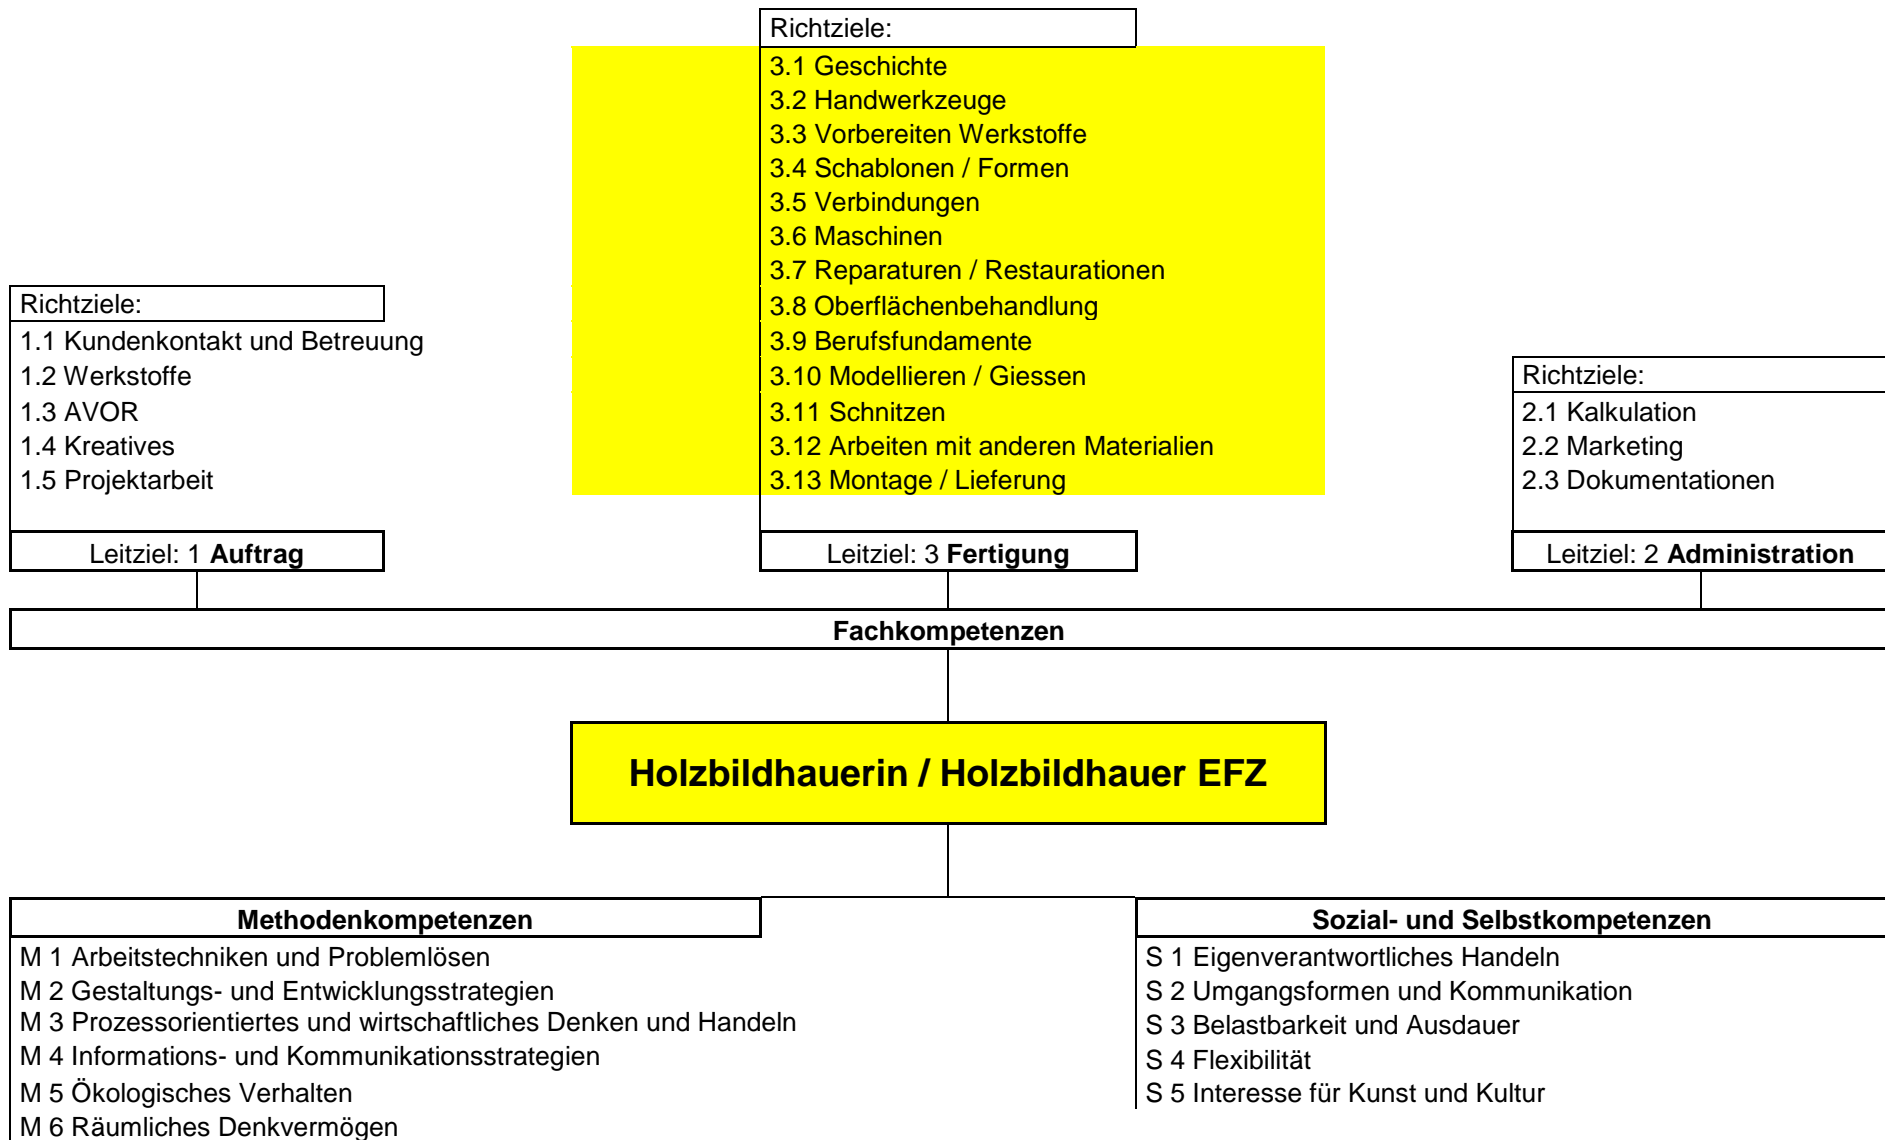 Richtziele:
3.1 Geschichte
3.2 Handwerkzeuge
3.3 Vorbereiten Werkstoffe
3.4 Schablonen / Formen
3.5 Verbindungen
3.6 Maschinen
3.7 Reparaturen / Restaurationen
3.8 Oberflächenbehandlung
3.9 Berufsfundamente
3.10 Modellieren / Giessen
3.11 Schnitzen
3.12 Arbeiten mit anderen Materialien
3.13 Montage / Lieferung
Richtziele:
1.1 Kundenkontakt und Betreuung
1.2 Werkstoffe
1.3 AVOR
1.4 Kreatives
1.5 Projektarbeit
Richtziele:
2.1 Kalkulation
2.2 Marketing
2.3 Dokumentationen
Leitziel: 1 Auftrag
Leitziel: 3 Fertigung
Leitziel: 2 Administration
Fachkompetenzen
Holzbildhauerin / Holzbildhauer EFZ
Methodenkompetenzen
M 1 Arbeitstechniken und Problemlösen
M 2 Gestaltungs- und Entwicklungsstrategien
M 3 Prozessorientiertes und wirtschaftliches Denken und Handeln
M 4 Informations- und Kommunikationsstrategien
M 5 Ökologisches Verhalten
M 6 Räumliches Denkvermögen
Sozial- und Selbstkompetenzen
S 1 Eigenverantwortliches Handeln
S 2 Umgangsformen und Kommunikation
S 3 Belastbarkeit und Ausdauer
S 4 Flexibilität
S 5 Interesse für Kunst und Kultur